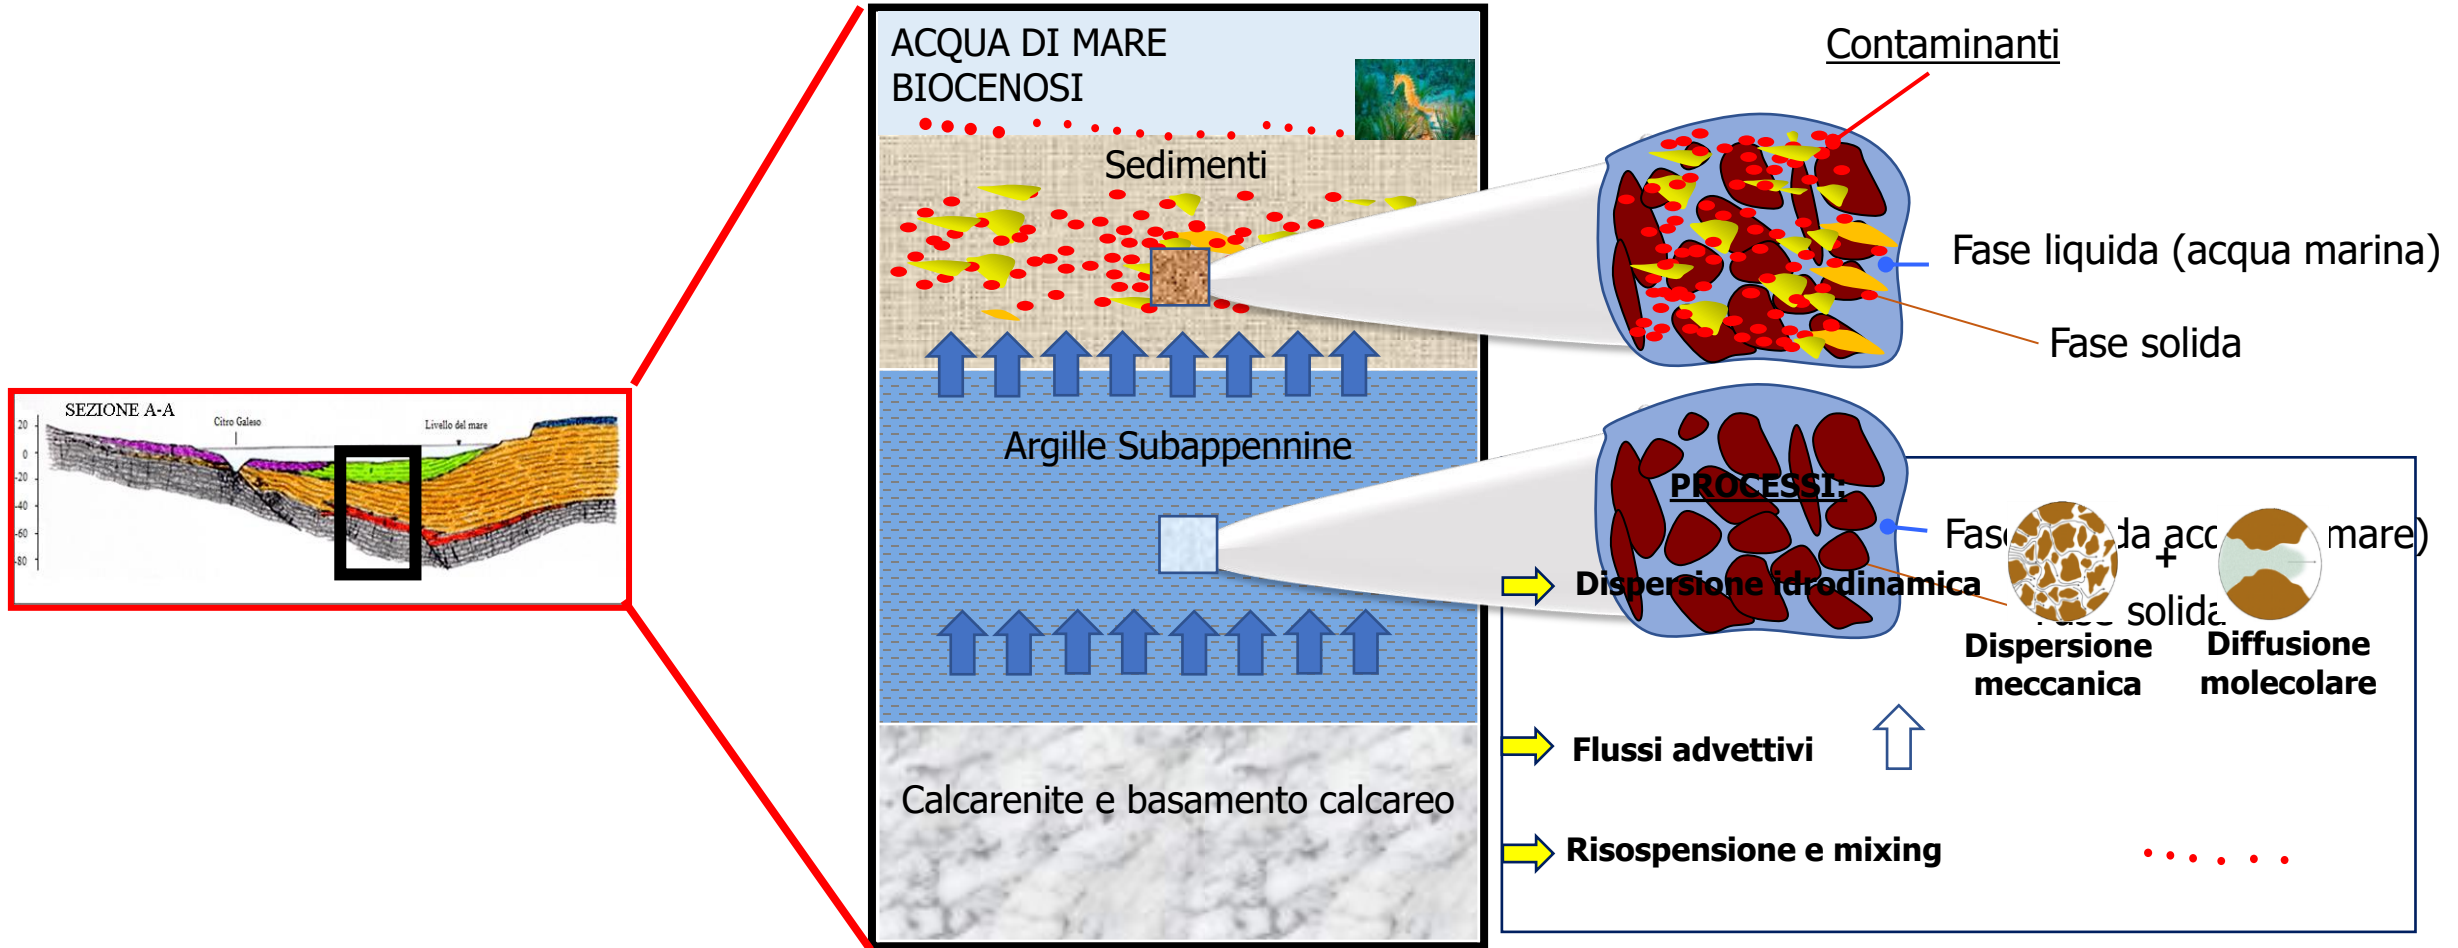 ACQUA DI MARE
BIOCENOSI
Contaminanti
Sedimenti
Fase liquida (acqua marina)
Fase solida
SEZIONE A-A
Citro Galeso
Livello del mare
20
0
-20
-40
-60
-80
Argille Subappennine
PROCESSI:
mare)
Dispersione idrodinamica
+
solida
Dispersione
meccanica
Diffusione
molecolare
Flussi advettivi
Calcarenite e basamento calcareo
Risospensione e mixing